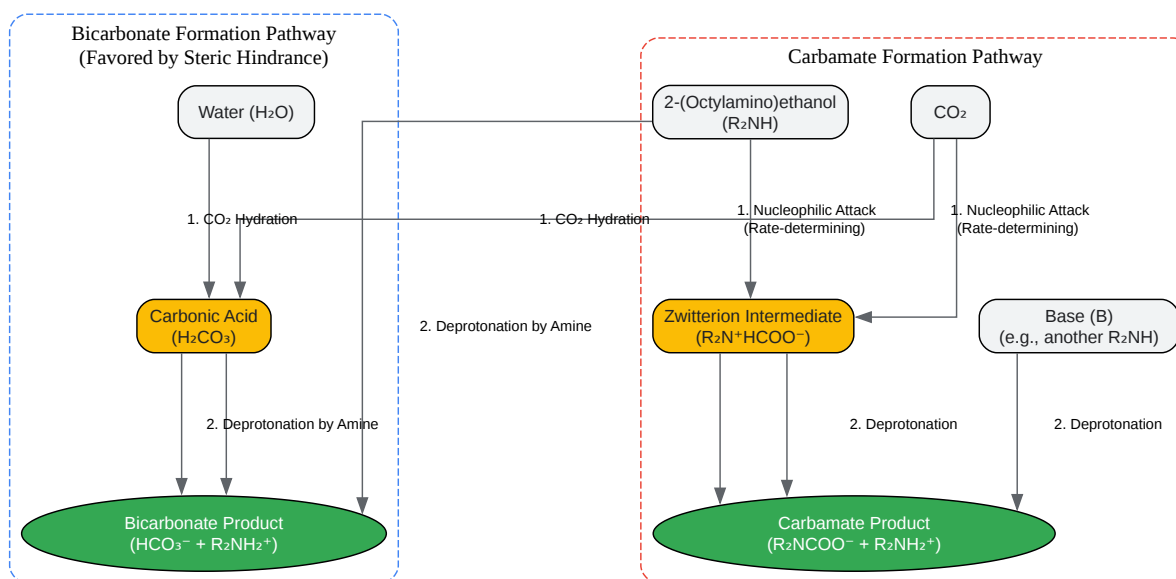 Bicarbonate Formation Pathway
(Favored by Steric Hindrance)
Carbamate Formation Pathway
Water (H₂O)
2-(Octylamino)ethanol
(R₂NH)
CO₂
1. CO₂ Hydration
1. CO₂ Hydration
1. Nucleophilic Attack
(Rate-determining)
1. Nucleophilic Attack
(Rate-determining)
Carbonic Acid
(H₂CO₃)
2. Deprotonation by Amine
Zwitterion Intermediate
(R₂N⁺HCOO⁻)
Base (B)
(e.g., another R₂NH)
2. Deprotonation by Amine
2. Deprotonation
2. Deprotonation
Bicarbonate Product
(HCO₃⁻ + R₂NH₂⁺)
Carbamate Product
(R₂NCOO⁻ + R₂NH₂⁺)